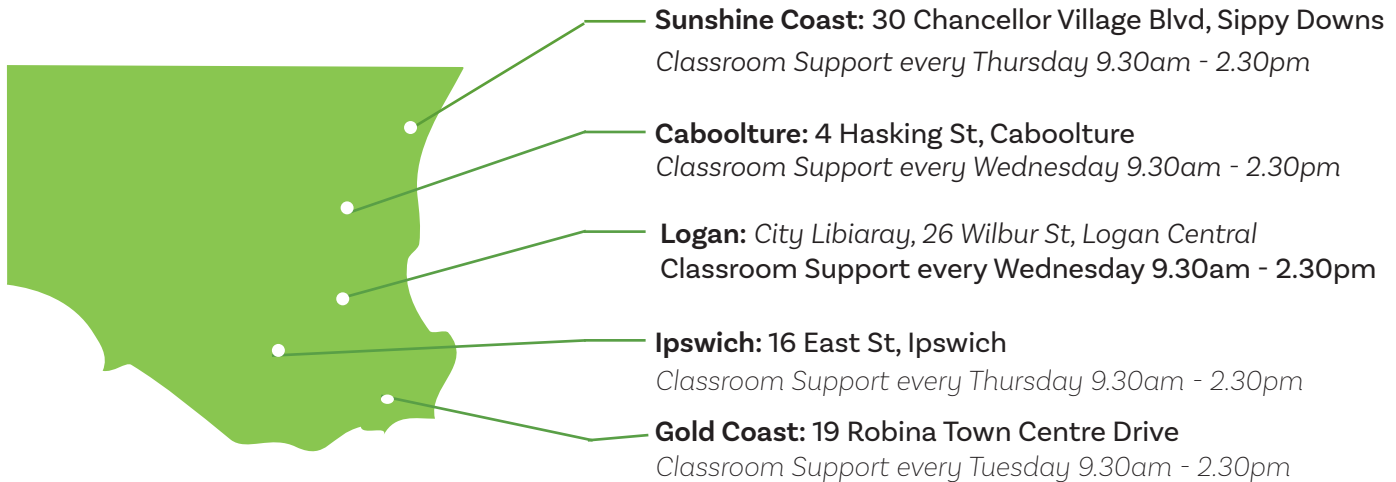 Sunshine Coast: 30 Chancellor Village Blvd, Sippy Downs
Classroom Support every Thursday 9.30am - 2.30pm
Caboolture: 4 Hasking St, Caboolture
Classroom Support every Wednesday 9.30am - 2.30pm
Logan: City Libiaray, 26 Wilbur St, Logan Central
Classroom Support every Wednesday 9.30am - 2.30pm
Ipswich: 16 East St, Ipswich
Classroom Support every Thursday 9.30am - 2.30pm
Gold Coast: 19 Robina Town Centre Drive
Classroom Support every Tuesday 9.30am - 2.30pm